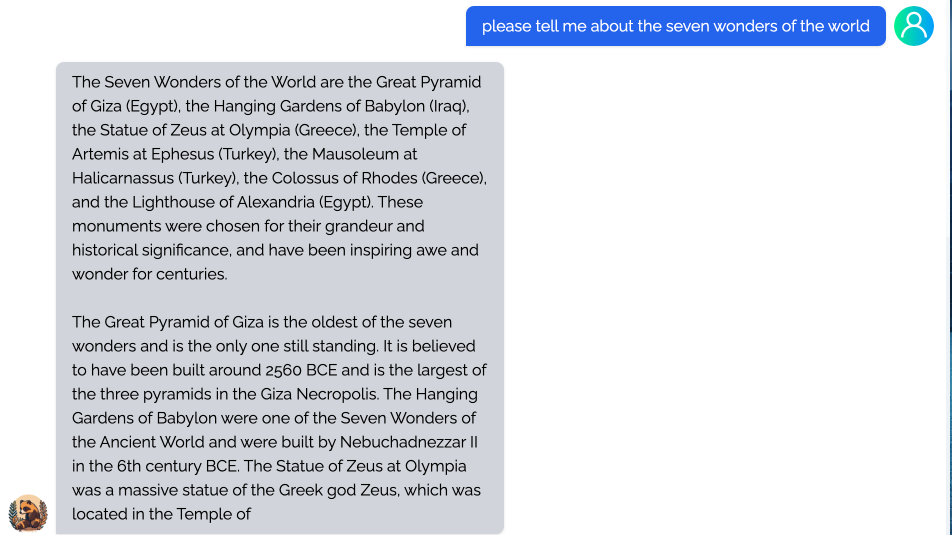 please tell me about the seven wonders of the world
The Seven Wonders of the World are the Great Pyramid
of Giza (Egypt), the Hanging Gardens of Babylon (Iraq),
the Statue of Zeus at Olympia (Greece), the Temple of
Artemis at Ephesus (Turkey), the Mausoleum at
Halicarnassus (Turkey), the Colossus of Rhodes (Greece),
and the Lighthouse of Alexandria (Egypt). These
monuments were chosen for their grandeur and
historical significance, and have been inspiring awe and
wonder for centuries.
The Great Pyramid of Giza is the oldest of the seven
wonders and is the only one still standing. It is believed
to have been built around 2560 BCE and is the largest of
the three pyramids in the Giza Necropolis. The Hanging
Gardens of Babylon were one of the Seven Wonders of
the Ancient World and were built by Nebuchadnezzar II
in the 6th century BCE. The Statue of Zeus at Olympia
was a massive statue of the Greek god Zeus, which was
located in the Temple of